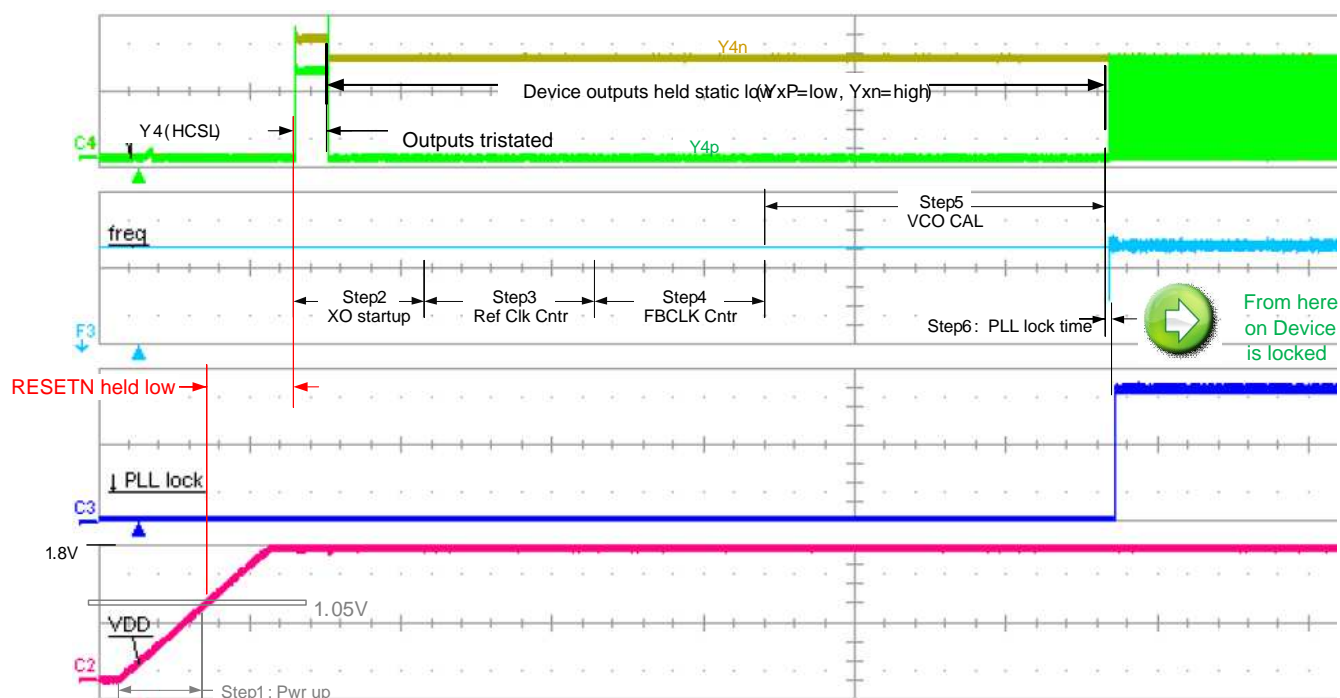 Y4n
Device outputs held static low (YxP=low, Yxn=high)
Y4(HCSL)
Outputs tristated
C4
Y4p
Step5
VCO CAL
freq
Step2
XO startup
Step3
Ref Clk Cntr
Step4
FBCLK Cntr
Step6: PLL lock time
From here
on Device
is locked
F3
RESETN held low
PLL lock
C3
1.8V
1.05V
VDD
C2
Step1: Pwr up